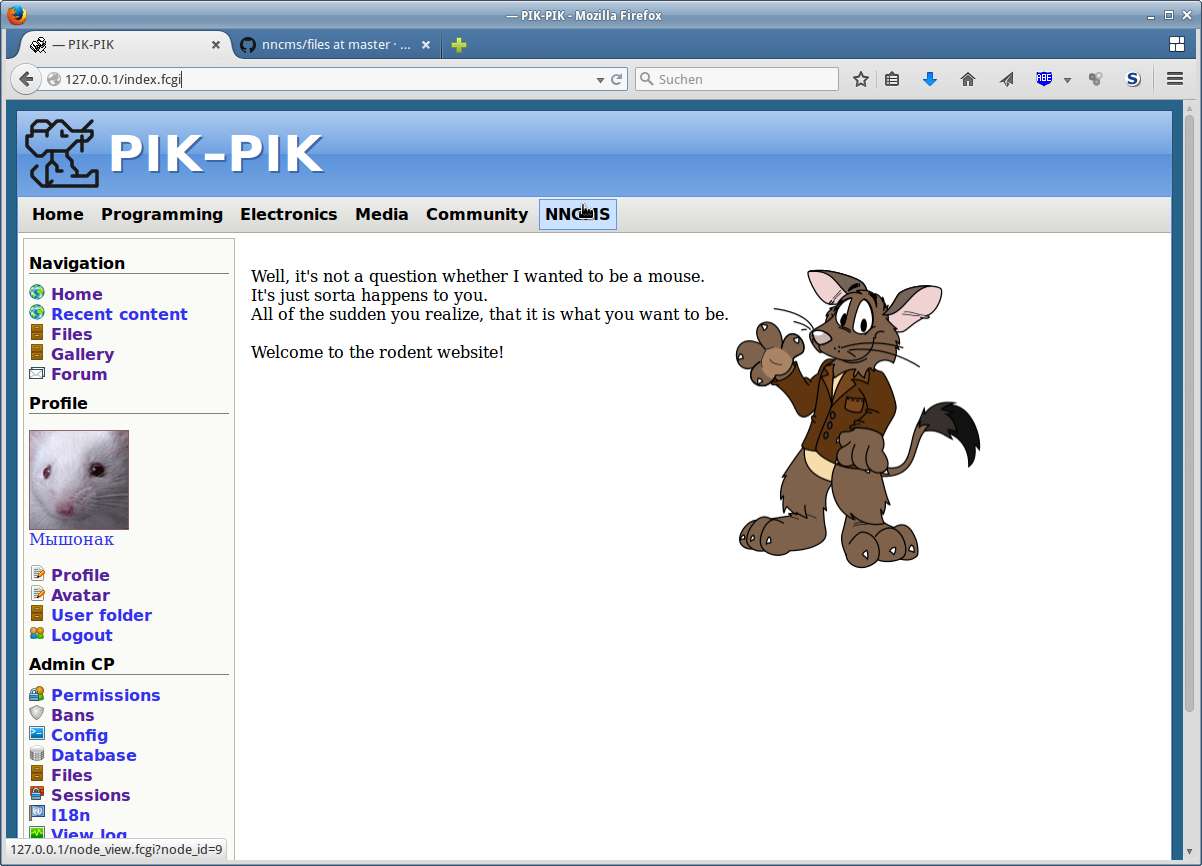 — PIK-PIK - Mozilla Firefox
— PIK-PIK
nncms/files at master · ...
127.0.0.1/index.fcgi
Suchen
ABE
S
PIK-PIK
Home Programming Electronics Media Community NNCMS
Navigation
Home
Recent content
Files
Gallery
Forum
Profile
Мышонак
Profile
Avatar
User folder
Logout
Admin CP
Permissions
Bans
Config
Database
Files
Sessions
I18n
View log
127.0.0.1/node_view.fcgi?node_id=9
Well, it's not a question whether I wanted to be a mouse.
It's just sorta happens to you.
All of the sudden you realize, that it is what you want to be.
Welcome to the rodent website!